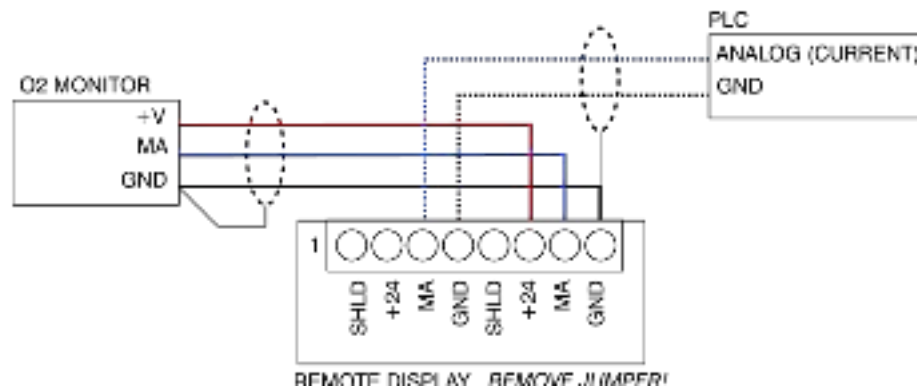 PLC
ANALOG (CURRENT)
GND
O2 MONITOR
+V
MA
GND
1
SHLD
+24
MA
GND
SHLD
+24
MA
GND
REMOTE DISPLAY REMOVE JUMPER!